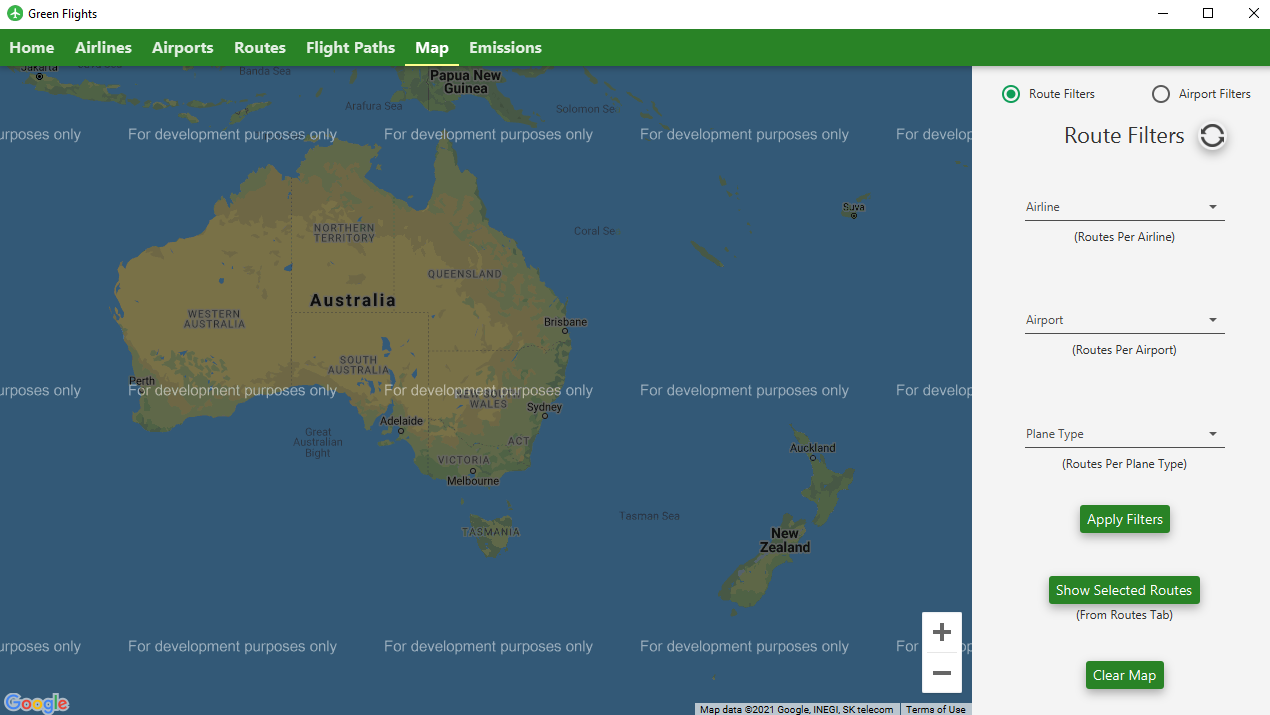 Green Flights
Home Airlines Airports Routes Flight Paths Map Emissions
Jakarta
Banda Sea
Papua New
Guinea
Arafura Sea
Solomon Se
urposes only For development purposes only For development purposes only For development purposes only For develop
Suva
Coral Se
NORTHERN
TERRITORY
QUEENSLAND
Australia
WESTERN
AUSTRALIA
Brisbane
SOUTH
AUSTRALIA
Perth
urposes only For development purposes only For development purposes only For development purposes only For develop
WALES
Sydney
Adelaide
Great
Australian
Bight
ACT
Auckland
VICTORIA
Melbourne
Tasman Sea
TASMANIA
New
Zealand
urposes only For development purposes only For development purposes only For development purposes only For develop
Google
Map data ©2021 Google, INEGI, SK telecom Terms of Use
Route Filters Airport Filters
Route Filters
Airline
(Routes Per Airline)
Airport
(Routes Per Airport)
Plane Type
(Routes Per Plane Type)
Apply Filters
Show Selected Routes
(From Routes Tab)
Clear Map